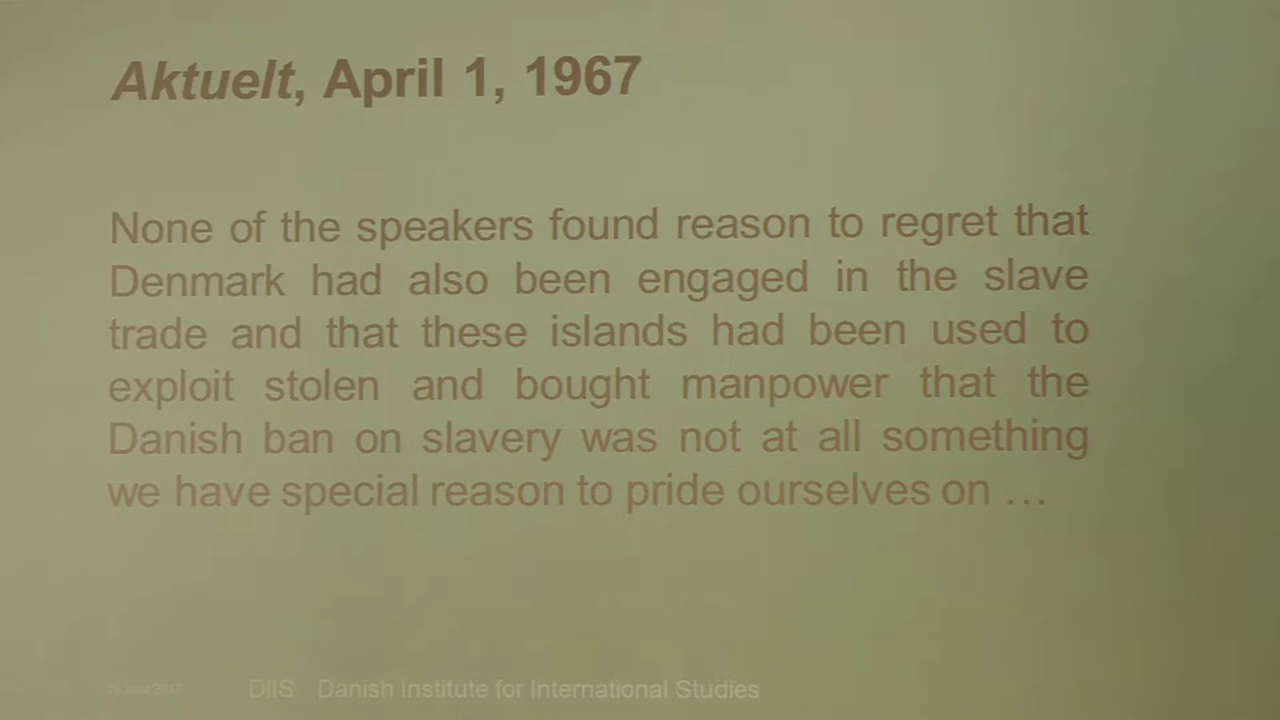 Aktuelt, April 1, 1967
None of the speakers found reason to regret that
Denmark had also been engaged in the slave
trade and that these islands had been used to
exploit stolen and bought manpower that the
Danish ban on slavery was not at all something
we have special reason to pride ourselves on …
June 2017 DIIS Danish Institute for International Studies